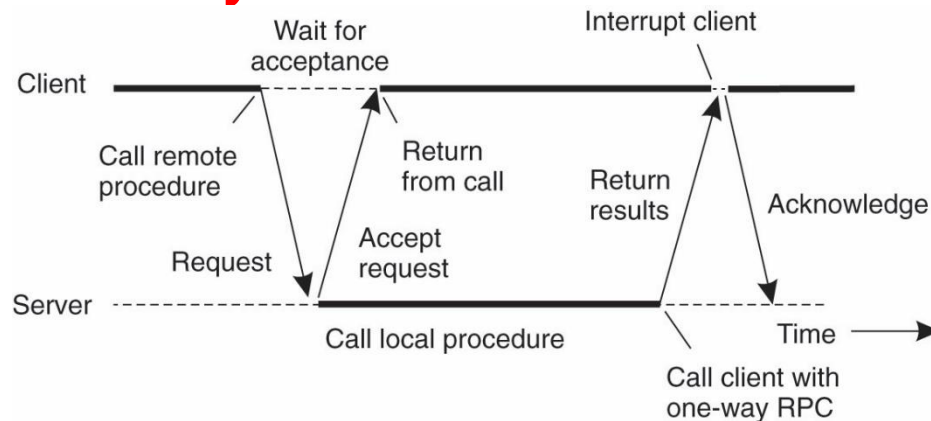 Interrupt client
Wait for
acceptance
Client
Call remote
procedure
Return
from call
Return
results
Acknowledge
Request
Accept
request
Server
Call local procedure
Time
Call client with
one-way RPC